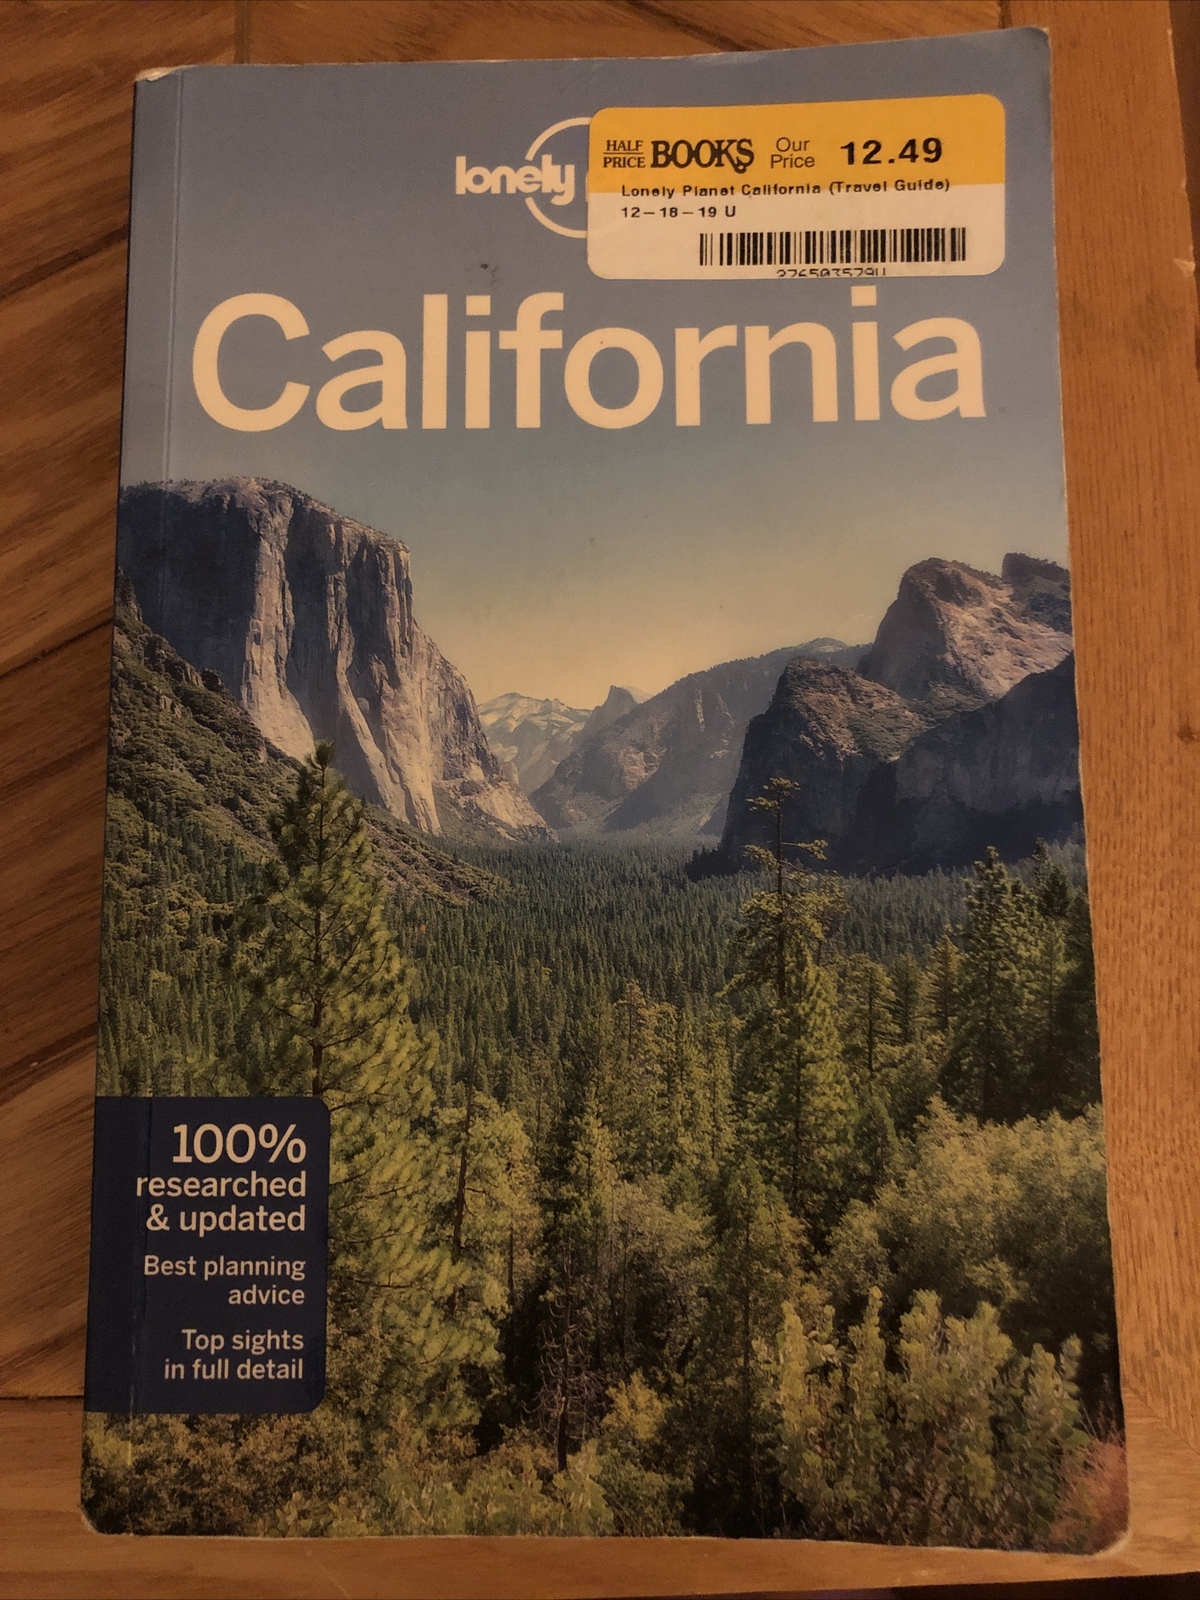 lonely
HALF PRICE BOOKS Our Price 12.49
Lonely Planet California (Travel Guide)
12-18-19 U
276503579U
California
100%
researched
& updated
Best planning
advice
Top sights
in full detail